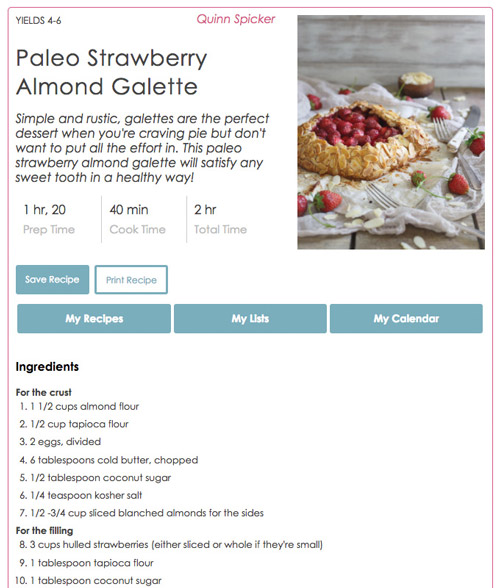 YIELDS 4-6
Quinn Spicker
Paleo Strawberry
Almond Galette
Simple and rustic, galettes are the perfect
dessert when you're craving pie but don't
want to put all the effort in. This paleo
strawberry almond galette will satisfy any
sweet tooth in a healthy way!
1 hr, 20 40 min 2 hr
Prep Time Cook Time Total Time
Save Recipe Print Recipe
My Recipes My Lists My Calendar
Ingredients
For the crust
1. 1 1/2 cups almond flour
2. 1/2 cup tapioca flour
3. 2 eggs, divided
4. 6 tablespoons cold butter, chopped
5. 1/2 tablespoon coconut sugar
6. 1/4 teaspoon kosher salt
7. 1/2 -3/4 cup sliced blanched almonds for the sides
For the filling
8. 3 cups hulled strawberries (either sliced or whole if they're small)
9. 1 tablespoon tapioca flour
10. 1 tablespoon coconut sugar